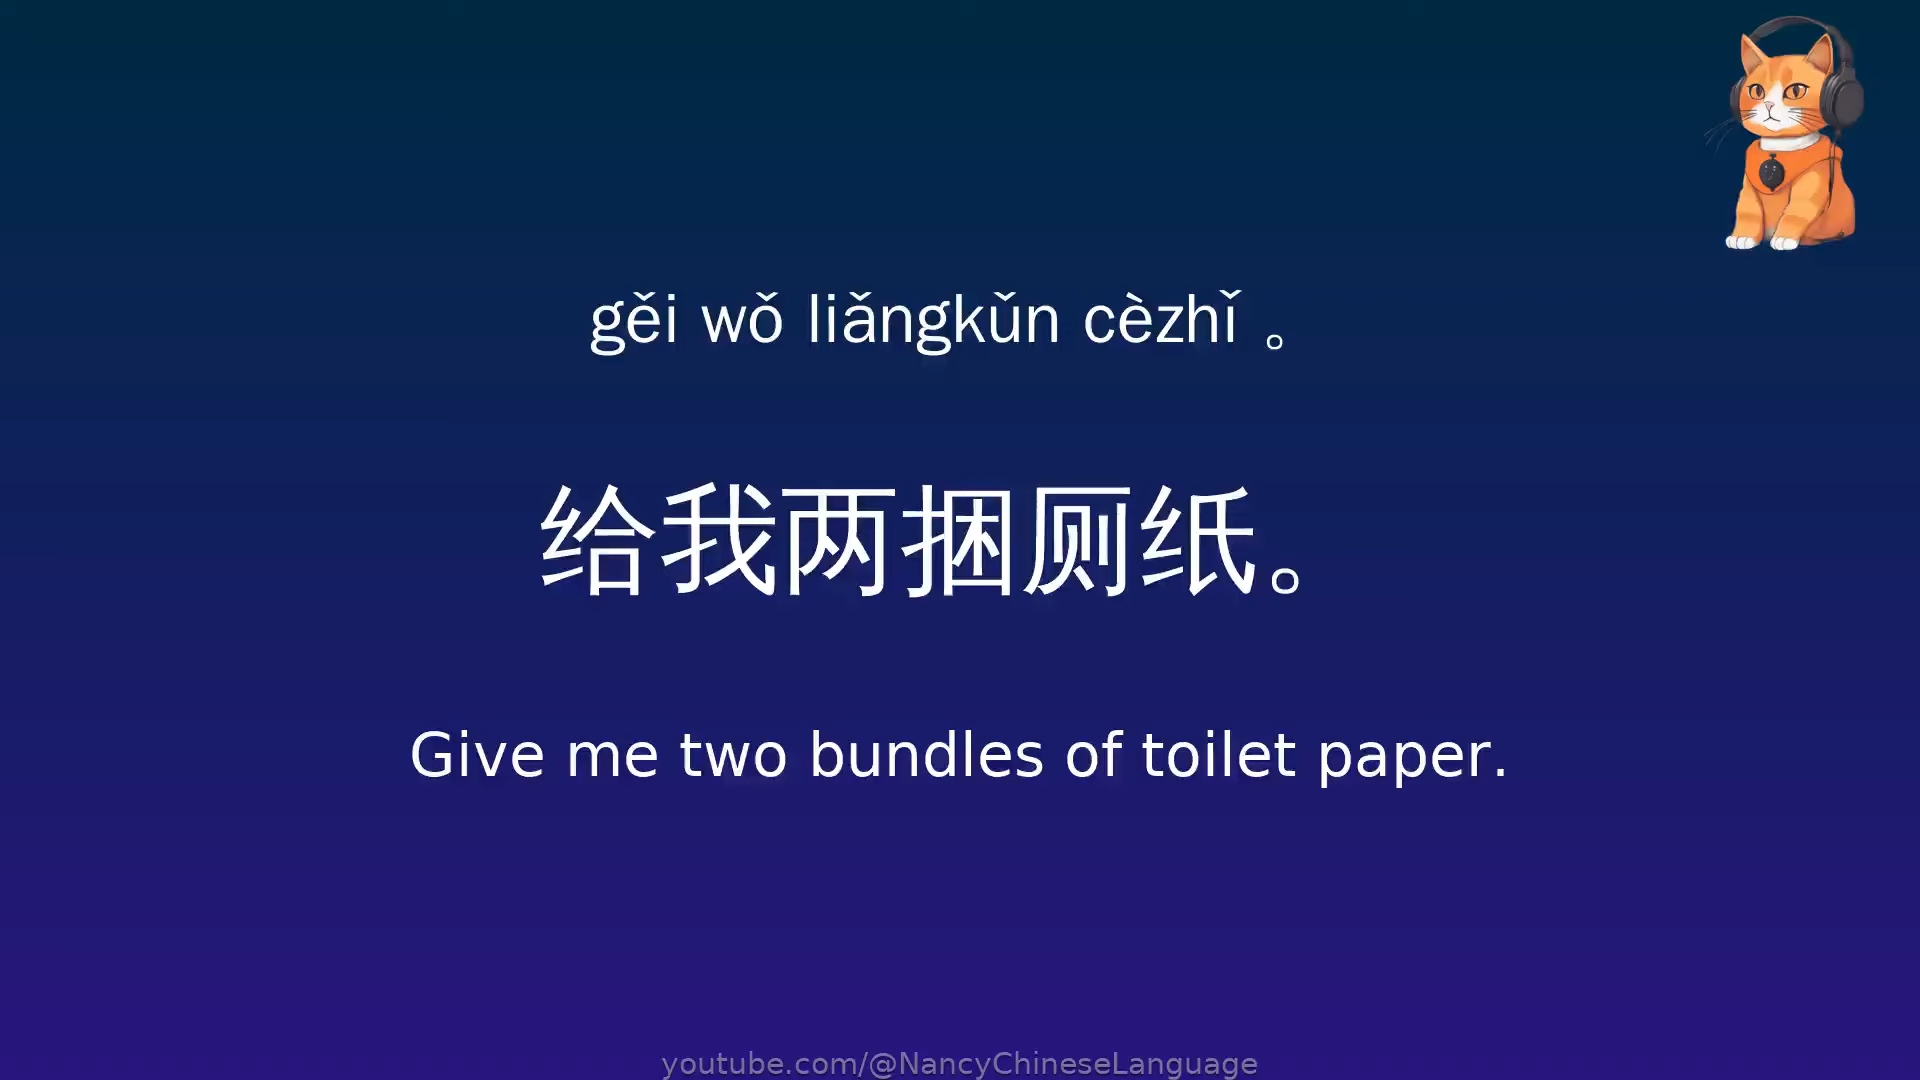 gěi wǒ liǎngkǔn cèzhǐ 。
给我两捆厕纸。
Give me two bundles of toilet paper.
youtube.com/@NancyChineseLanguage